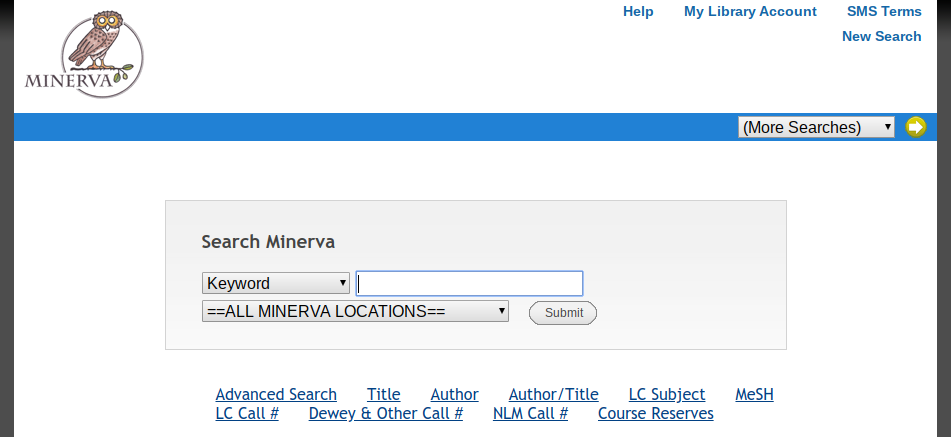 MINERVA
Help My Library Account SMS Terms
New Search
(More Searches)
Search Minerva
Keyword
==ALL MINERVA LOCATIONS== Submit
Advanced Search Title Author Author/Title LC Subject MeSH
LC Call # Dewey & Other Call # NLM Call # Course Reserves